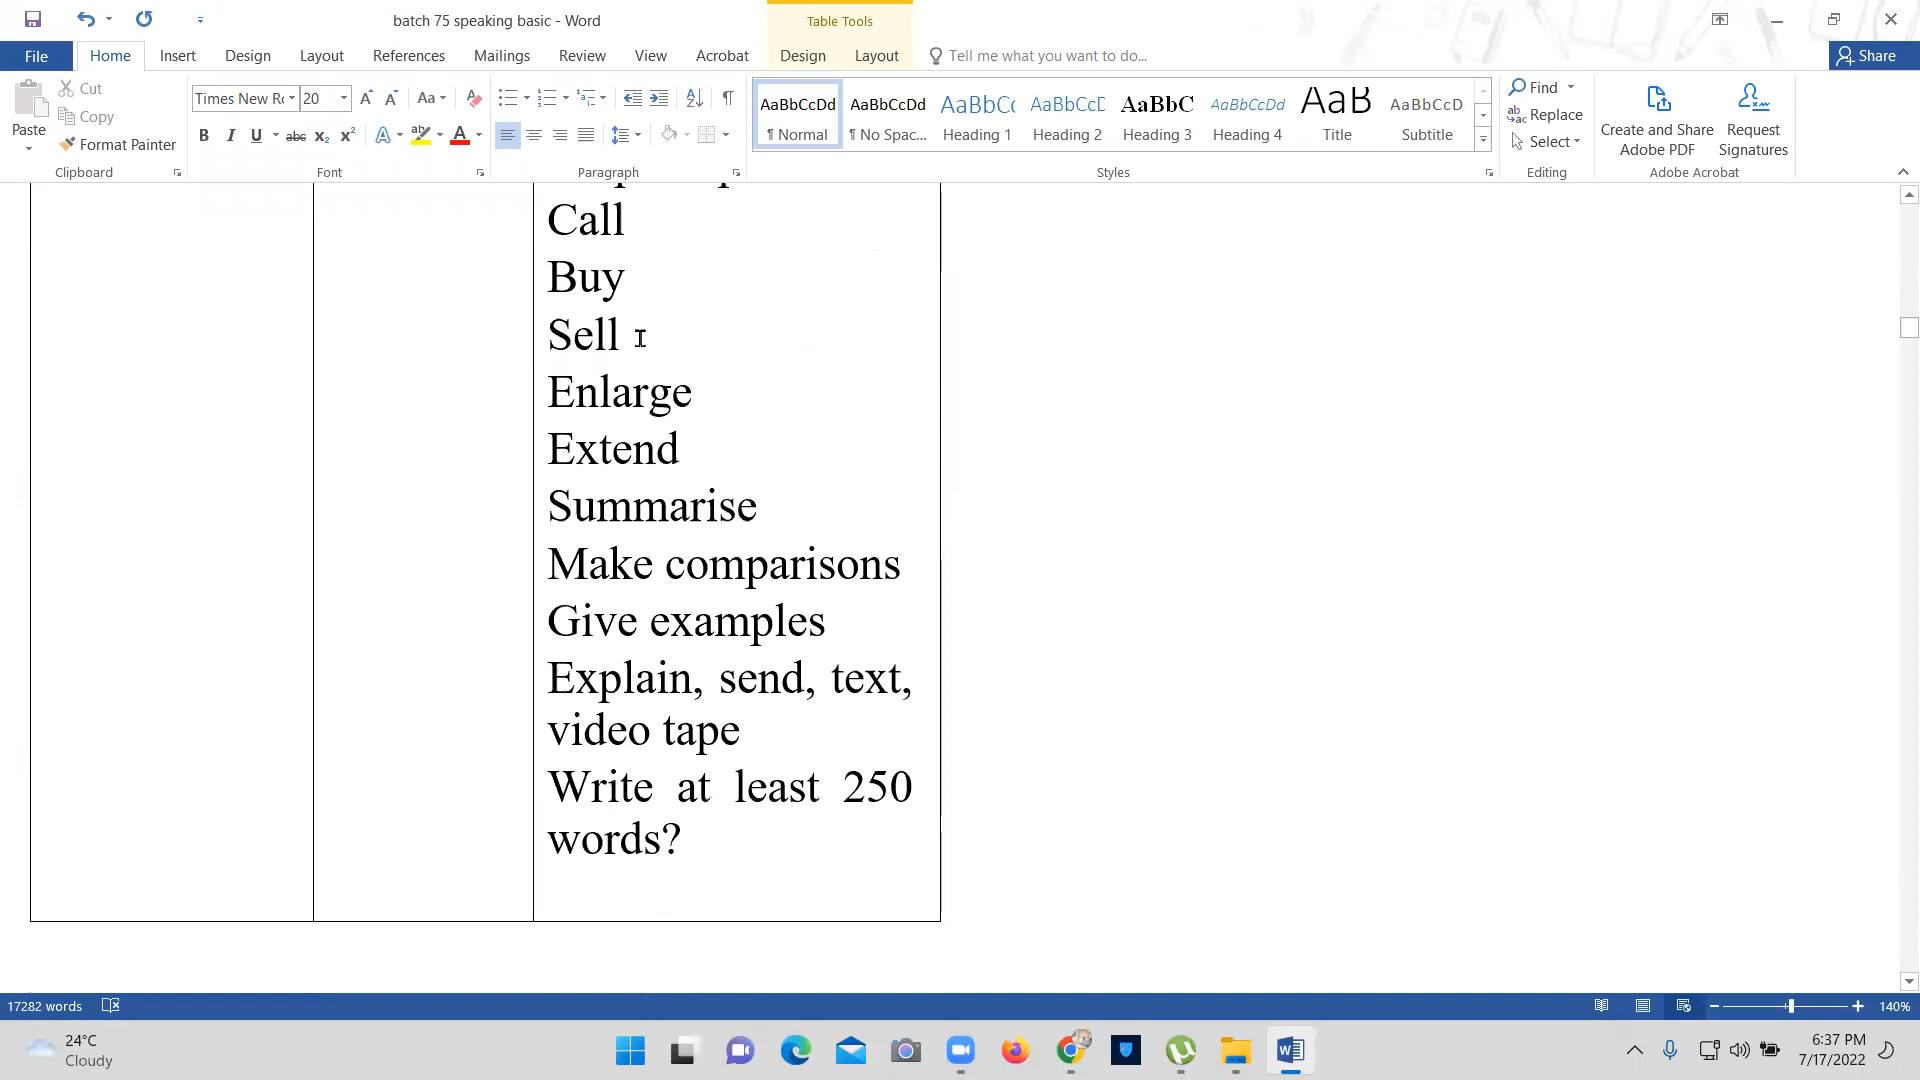 batch 75 speaking basic - Word
Table Tools
File
Home
Insert
Design
Layout
References
Mailings
Review
View
Acrobat
Design
Layout
Tell me what you want to do...
Share
Paste
Cut
Copy
Format Painter
Times New Rc
20
AaBbCcDd
¶ Normal
AaBbCcDd
¶ No Spac...
AaBbCc
Heading 1
AaBbCcD
Heading 2
AaBbC
Heading 3
AaBbCcDd
Heading 4
AaB
Title
AaBbCcD
Subtitle
Find
Replace
Select
Create and Share
Adobe PDF
Request
Signatures
Clipboard
Font
Paragraph
Styles
Editing
Adobe Acrobat
Call
Buy
Sell
Enlarge
Extend
Summarise
Make comparisons
Give examples
Explain, send, text,
video tape
Write at least 250
words?
17282 words
140%
24°C
Cloudy
6:37 PM
7/17/2022